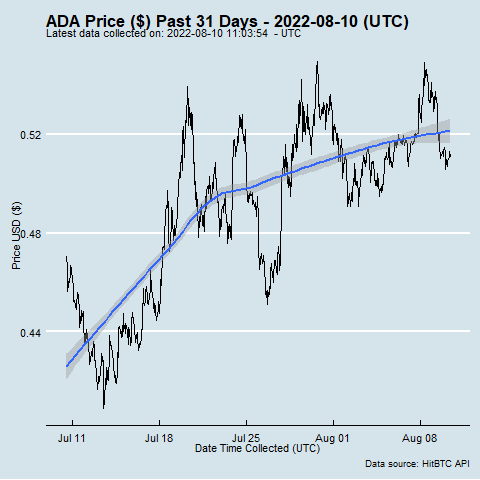 ADA Price ($) Past 31 Days - 2022-08-10 (UTC)
Latest data collected on: 2022-08-10 11:03:54 - UTC
0.52
0.48
0.44
Price USD ($)
Jul 11 Jul 18 Jul 25 Aug 01 Aug 08
Date Time Collected (UTC)
Data source: HitBTC API